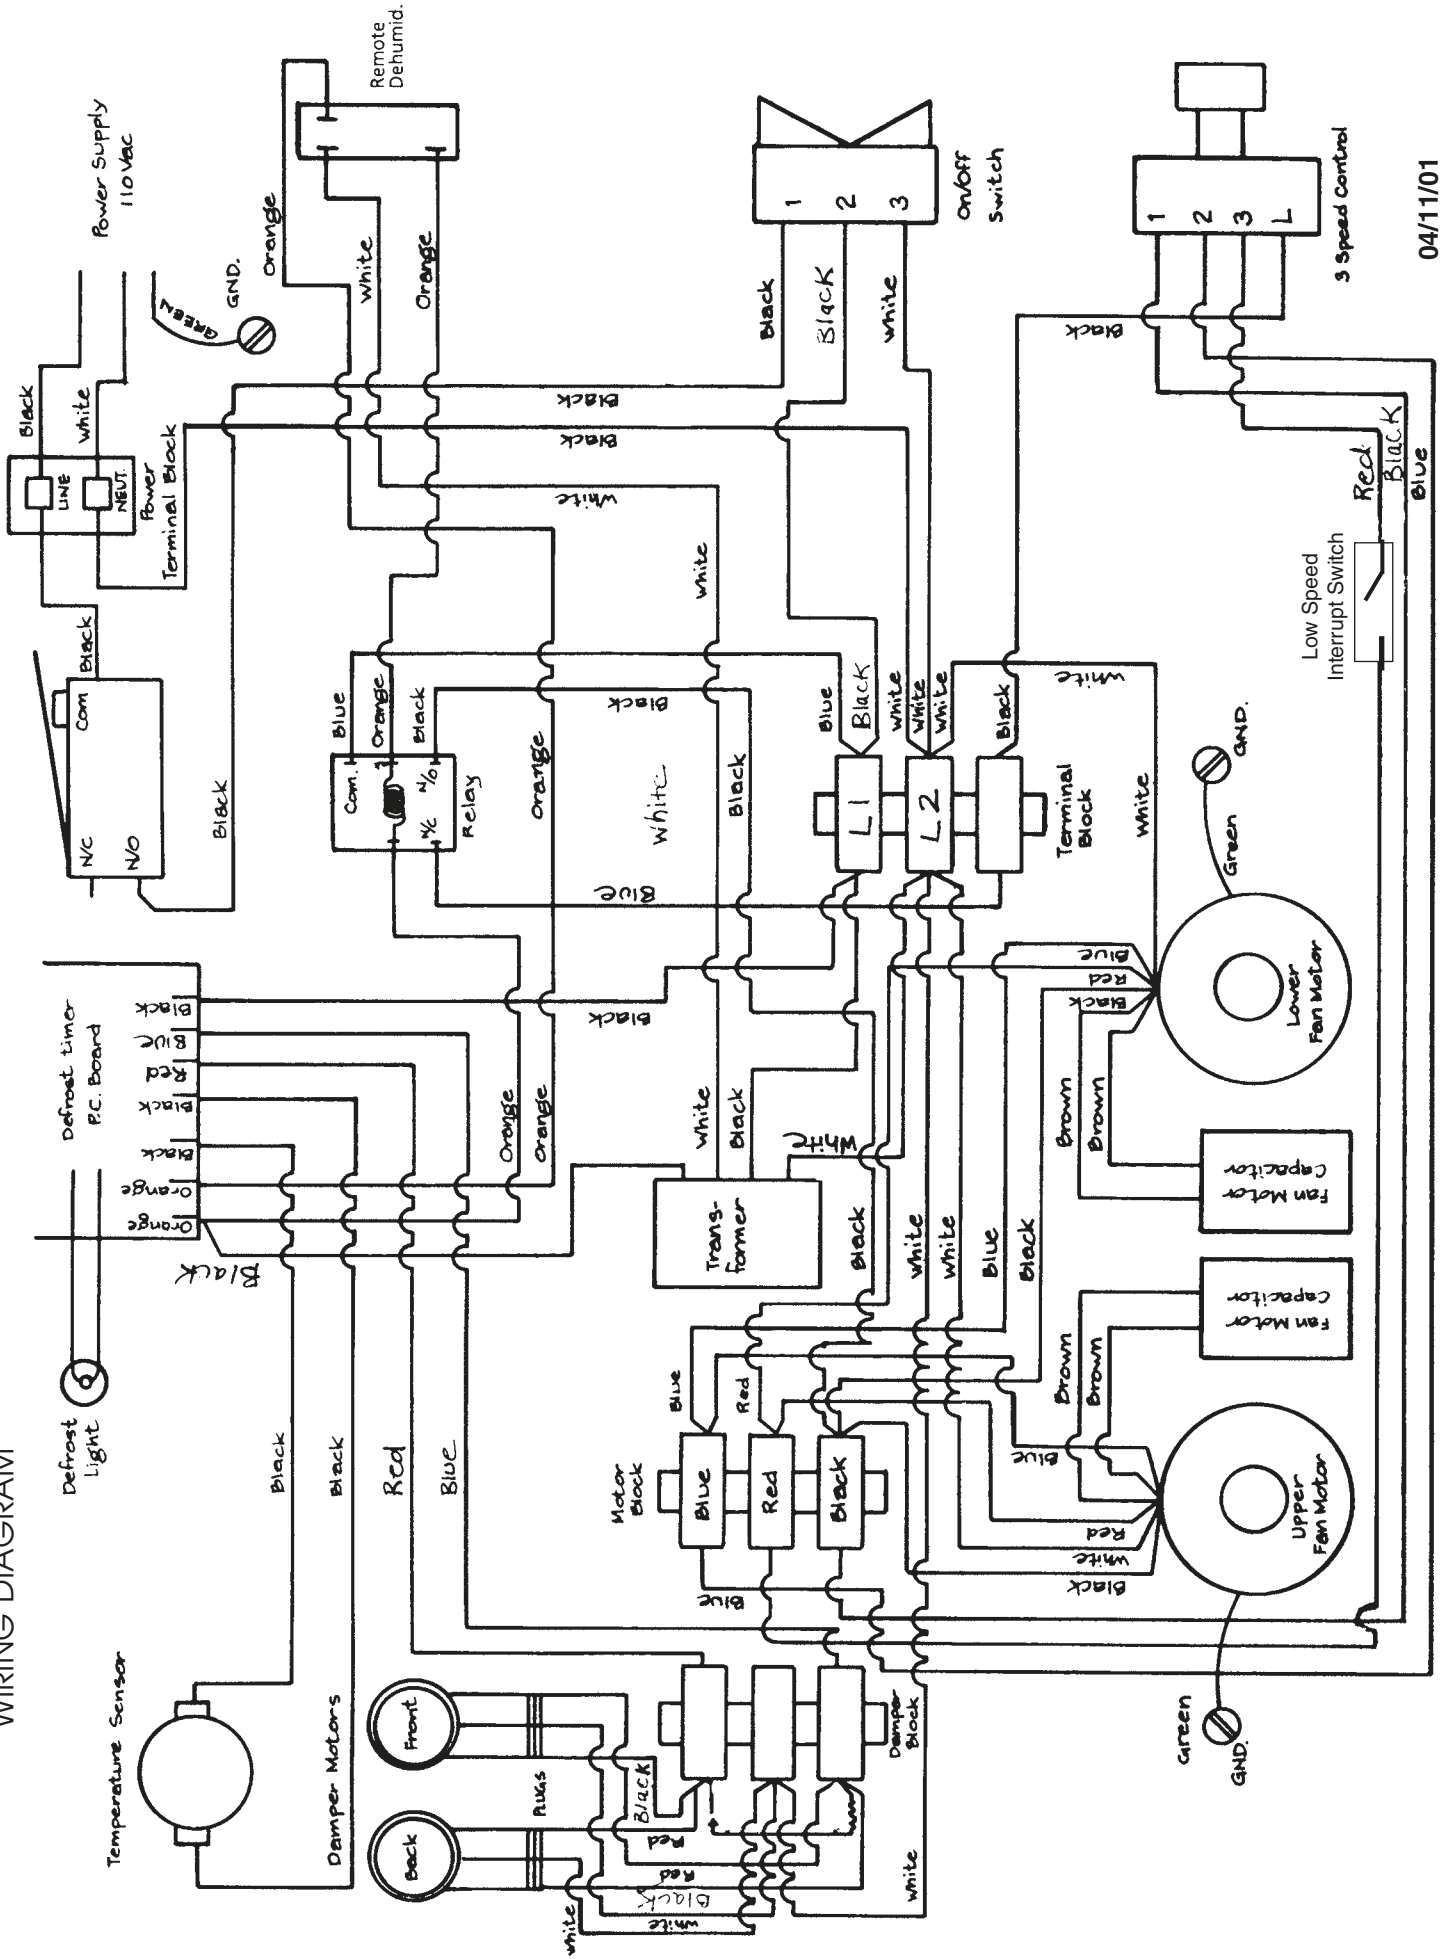 WIRING DIAGRAM
Temperature Sensor
Defrost
Light
Defrost timer
P.C. Board
Orange
Orange
Black
Black
Red
Blue
Black
Black
Black
Black
Red
Blue
N/C
N/O
Com
Black
Black
LINE
NEUT.
Power
Terminal Block
Black
White
Power Supply
110 Vac
GREEN
GND.
Remote
Dehumid.
Orange
White
Orange
Damper Motors
Front
Back
PLUGS
Black
Red
Red
Black
White
White
White
Damper
Block
Motor
Block
Blue
Red
Black
Blue
Red
Blue
Trans-
former
White
Black
White
Orange
Orange
Black
Relay
Com.
N/O
N/C
Blue
Orange
Black
Orange
White
Black
Black
Blue
White
White
Black
Black
Blue
Black
White
White
White
L1
L2
Terminal
Block
Black
1
2
3
On/Off
Switch
Black
Black
White
1
2
3
L
3 Speed Control
Black
Red
Black
Blue
Low Speed
Interrupt Switch
White
White
Green
GND.
Lower
Fan Motor
Blue
Red
Black
Brown
Brown
Fan Motor
Capacitor
Fan Motor
Capacitor
Brown
Brown
Black
White
White
Blue
Black
Blue
Red
White
Black
Upper
Fan Motor
Green
GND.
04/11/01